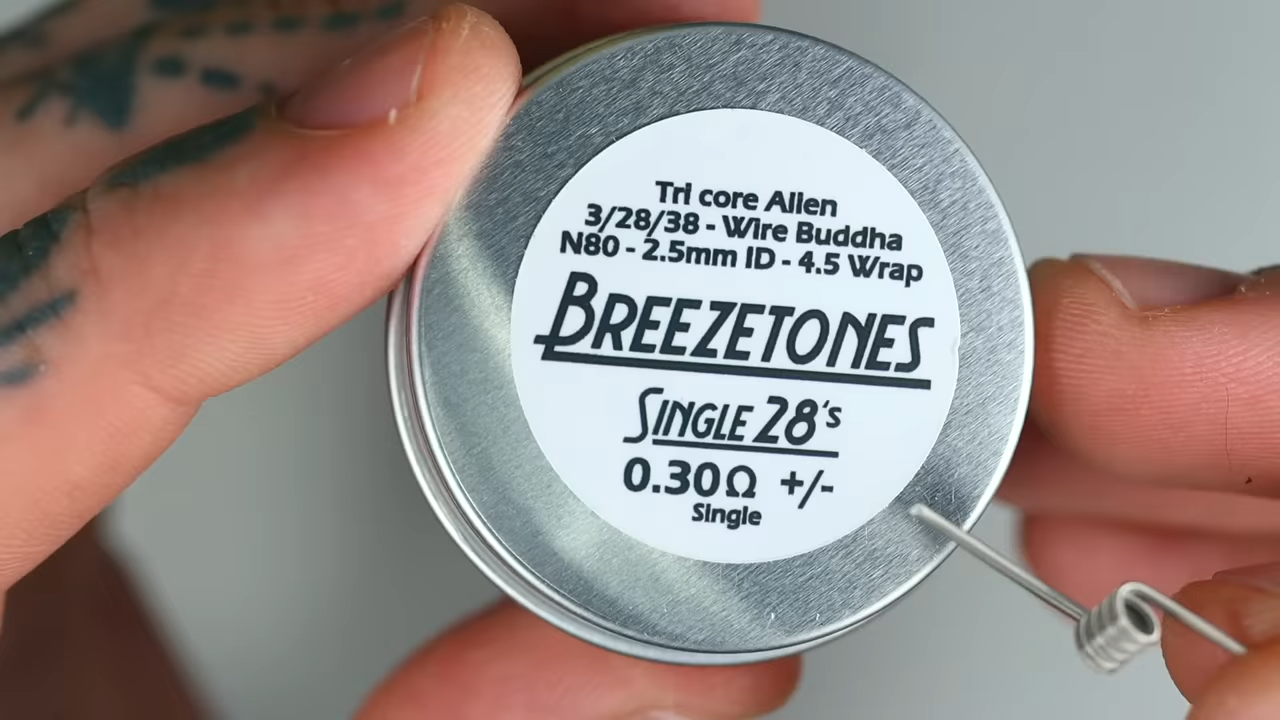 Tri core Alien
3/28/38 - Wire Buddha
N80 - 2.5mm ID - 4.5 Wrap
BREEZETONES
SINGLE 28's
0.30Ω +/-
Single